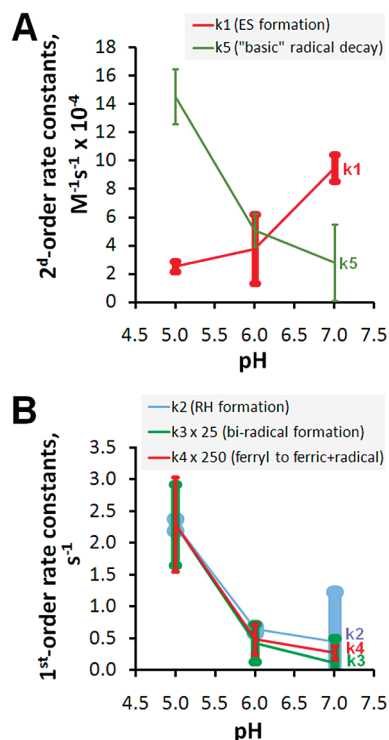 A
k1 (ES formation)
k5 ("basic" radical decay)
2ᵈ-order rate constants,
M⁻¹s⁻¹ x 10⁻⁴
18
16
14
12
10
8
6
4
2
0
k1
k5
4.5 5.0 5.5 6.0 6.5 7.0 7.5
pH
B
k2 (RH formation)
k3 x 25 (bi-radical formation)
k4 x 250 (ferryl to ferric+radical)
1ˢᵗ-order rate constants,
s⁻¹
3.5
3.0
2.5
2.0
1.5
1.0
0.5
0.0
k2
k4
k3
4.5 5.0 5.5 6.0 6.5 7.0 7.5
pH